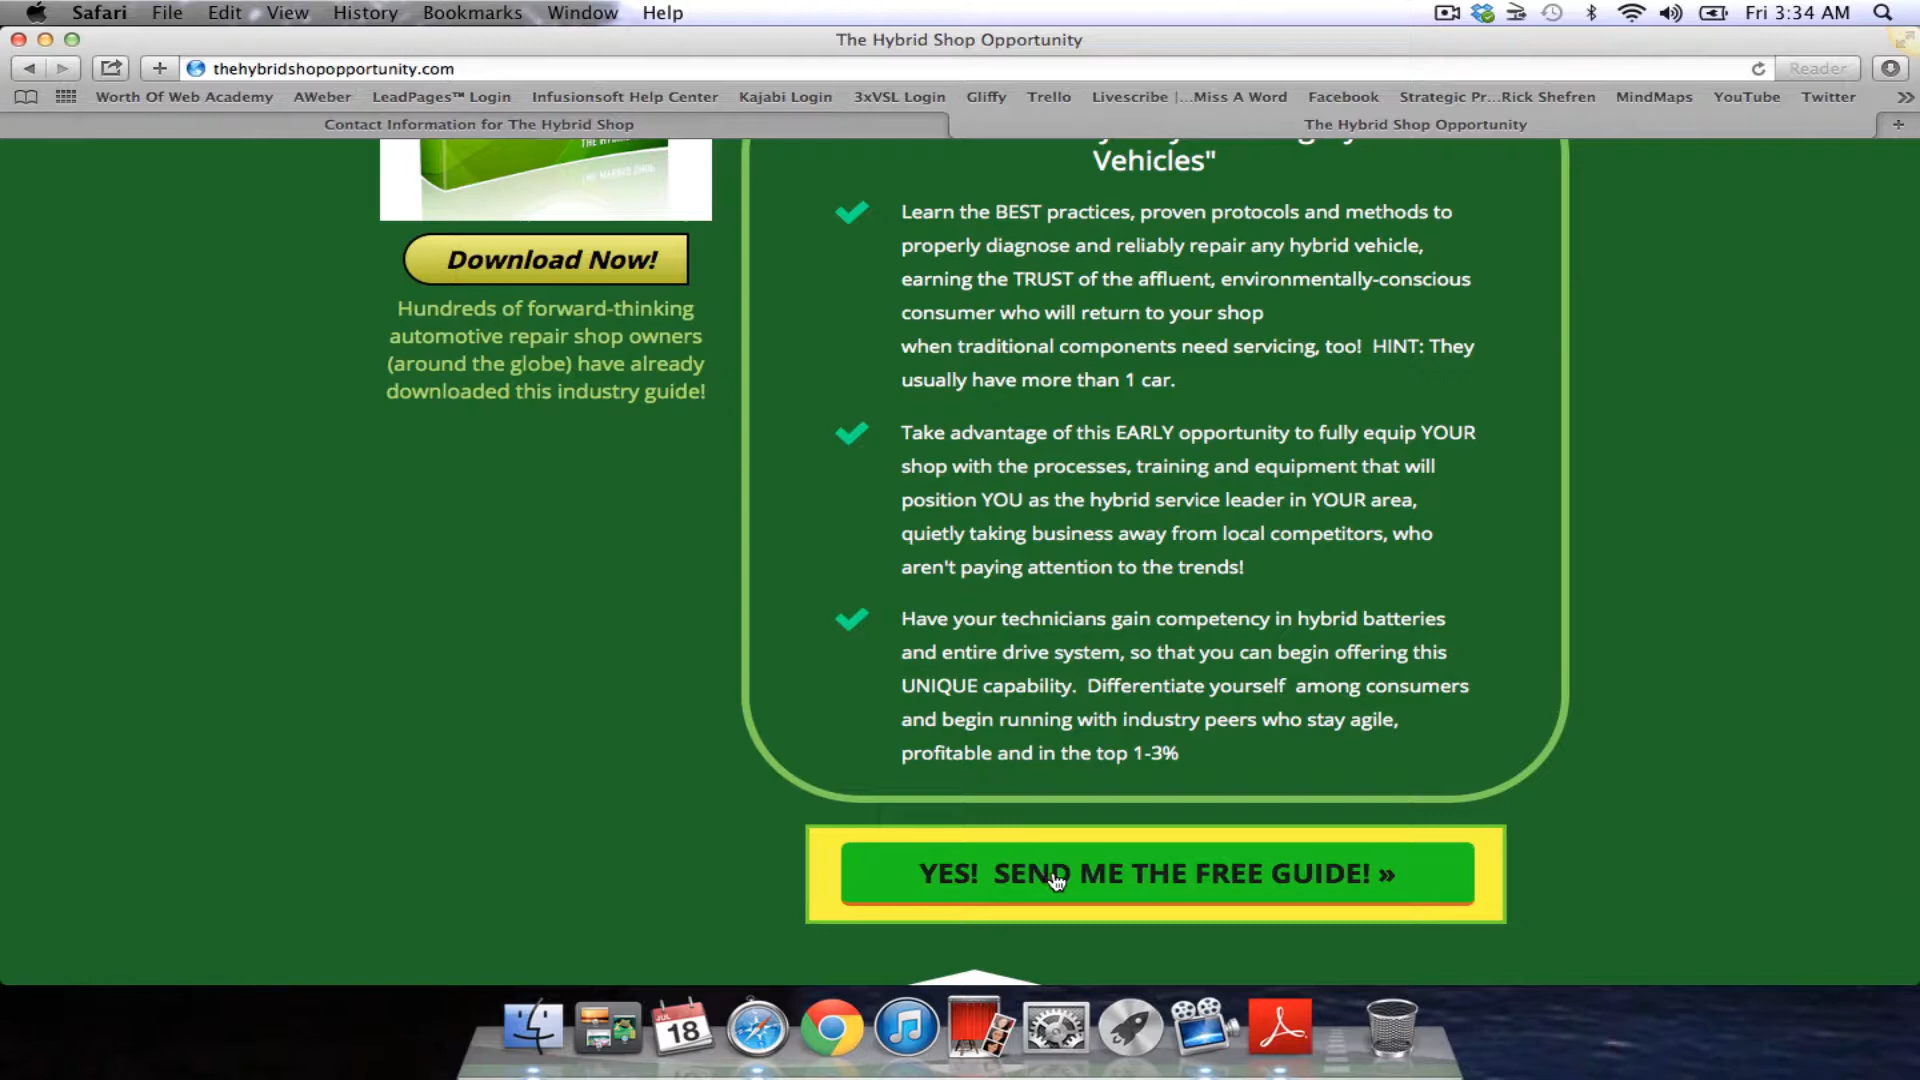 Safari File Edit View History Bookmarks Window Help Fri 3:34 AM
The Hybrid Shop Opportunity
thehybridshopopportunity.com Reader
Worth Of Web Academy AWeber LeadPages™ Login Infusionsoft Help Center Kajabi Login 3xVSL Login Gliffy Trello Livescribe |...Miss A Word Facebook Strategic Pr...Rick Shefren MindMaps YouTube Twitter
Contact Information for The Hybrid Shop The Hybrid Shop Opportunity
THE HYBRID SHOP
Download Now!
Hundreds of forward-thinking
automotive repair shop owners
(around the globe) have already
downloaded this industry guide!
Vehicles"
Learn the BEST practices, proven protocols and methods to
properly diagnose and reliably repair any hybrid vehicle,
earning the TRUST of the affluent, environmentally-conscious
consumer who will return to your shop
when traditional components need servicing, too! HINT: They
usually have more than 1 car.
Take advantage of this EARLY opportunity to fully equip YOUR
shop with the processes, training and equipment that will
position YOU as the hybrid service leader in YOUR area,
quietly taking business away from local competitors, who
aren't paying attention to the trends!
Have your technicians gain competency in hybrid batteries
and entire drive system, so that you can begin offering this
UNIQUE capability. Differentiate yourself among consumers
and begin running with industry peers who stay agile,
profitable and in the top 1-3%
YES! SEND ME THE FREE GUIDE! »
JUL
18